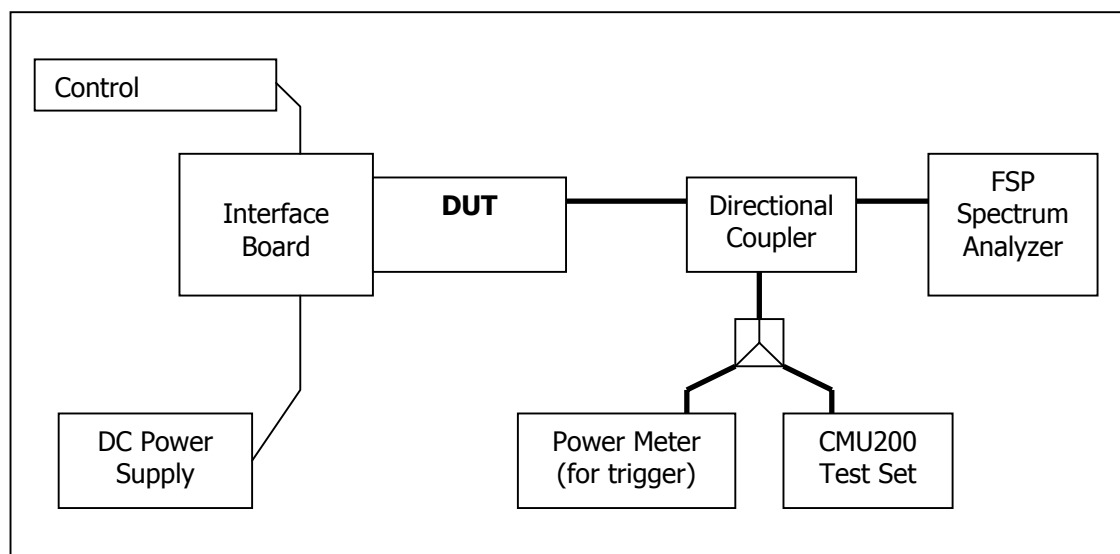 Control
Interface
Board
DUT
Directional
Coupler
FSP
Spectrum
Analyzer
DC Power
Supply
Power Meter
(for trigger)
CMU200
Test Set